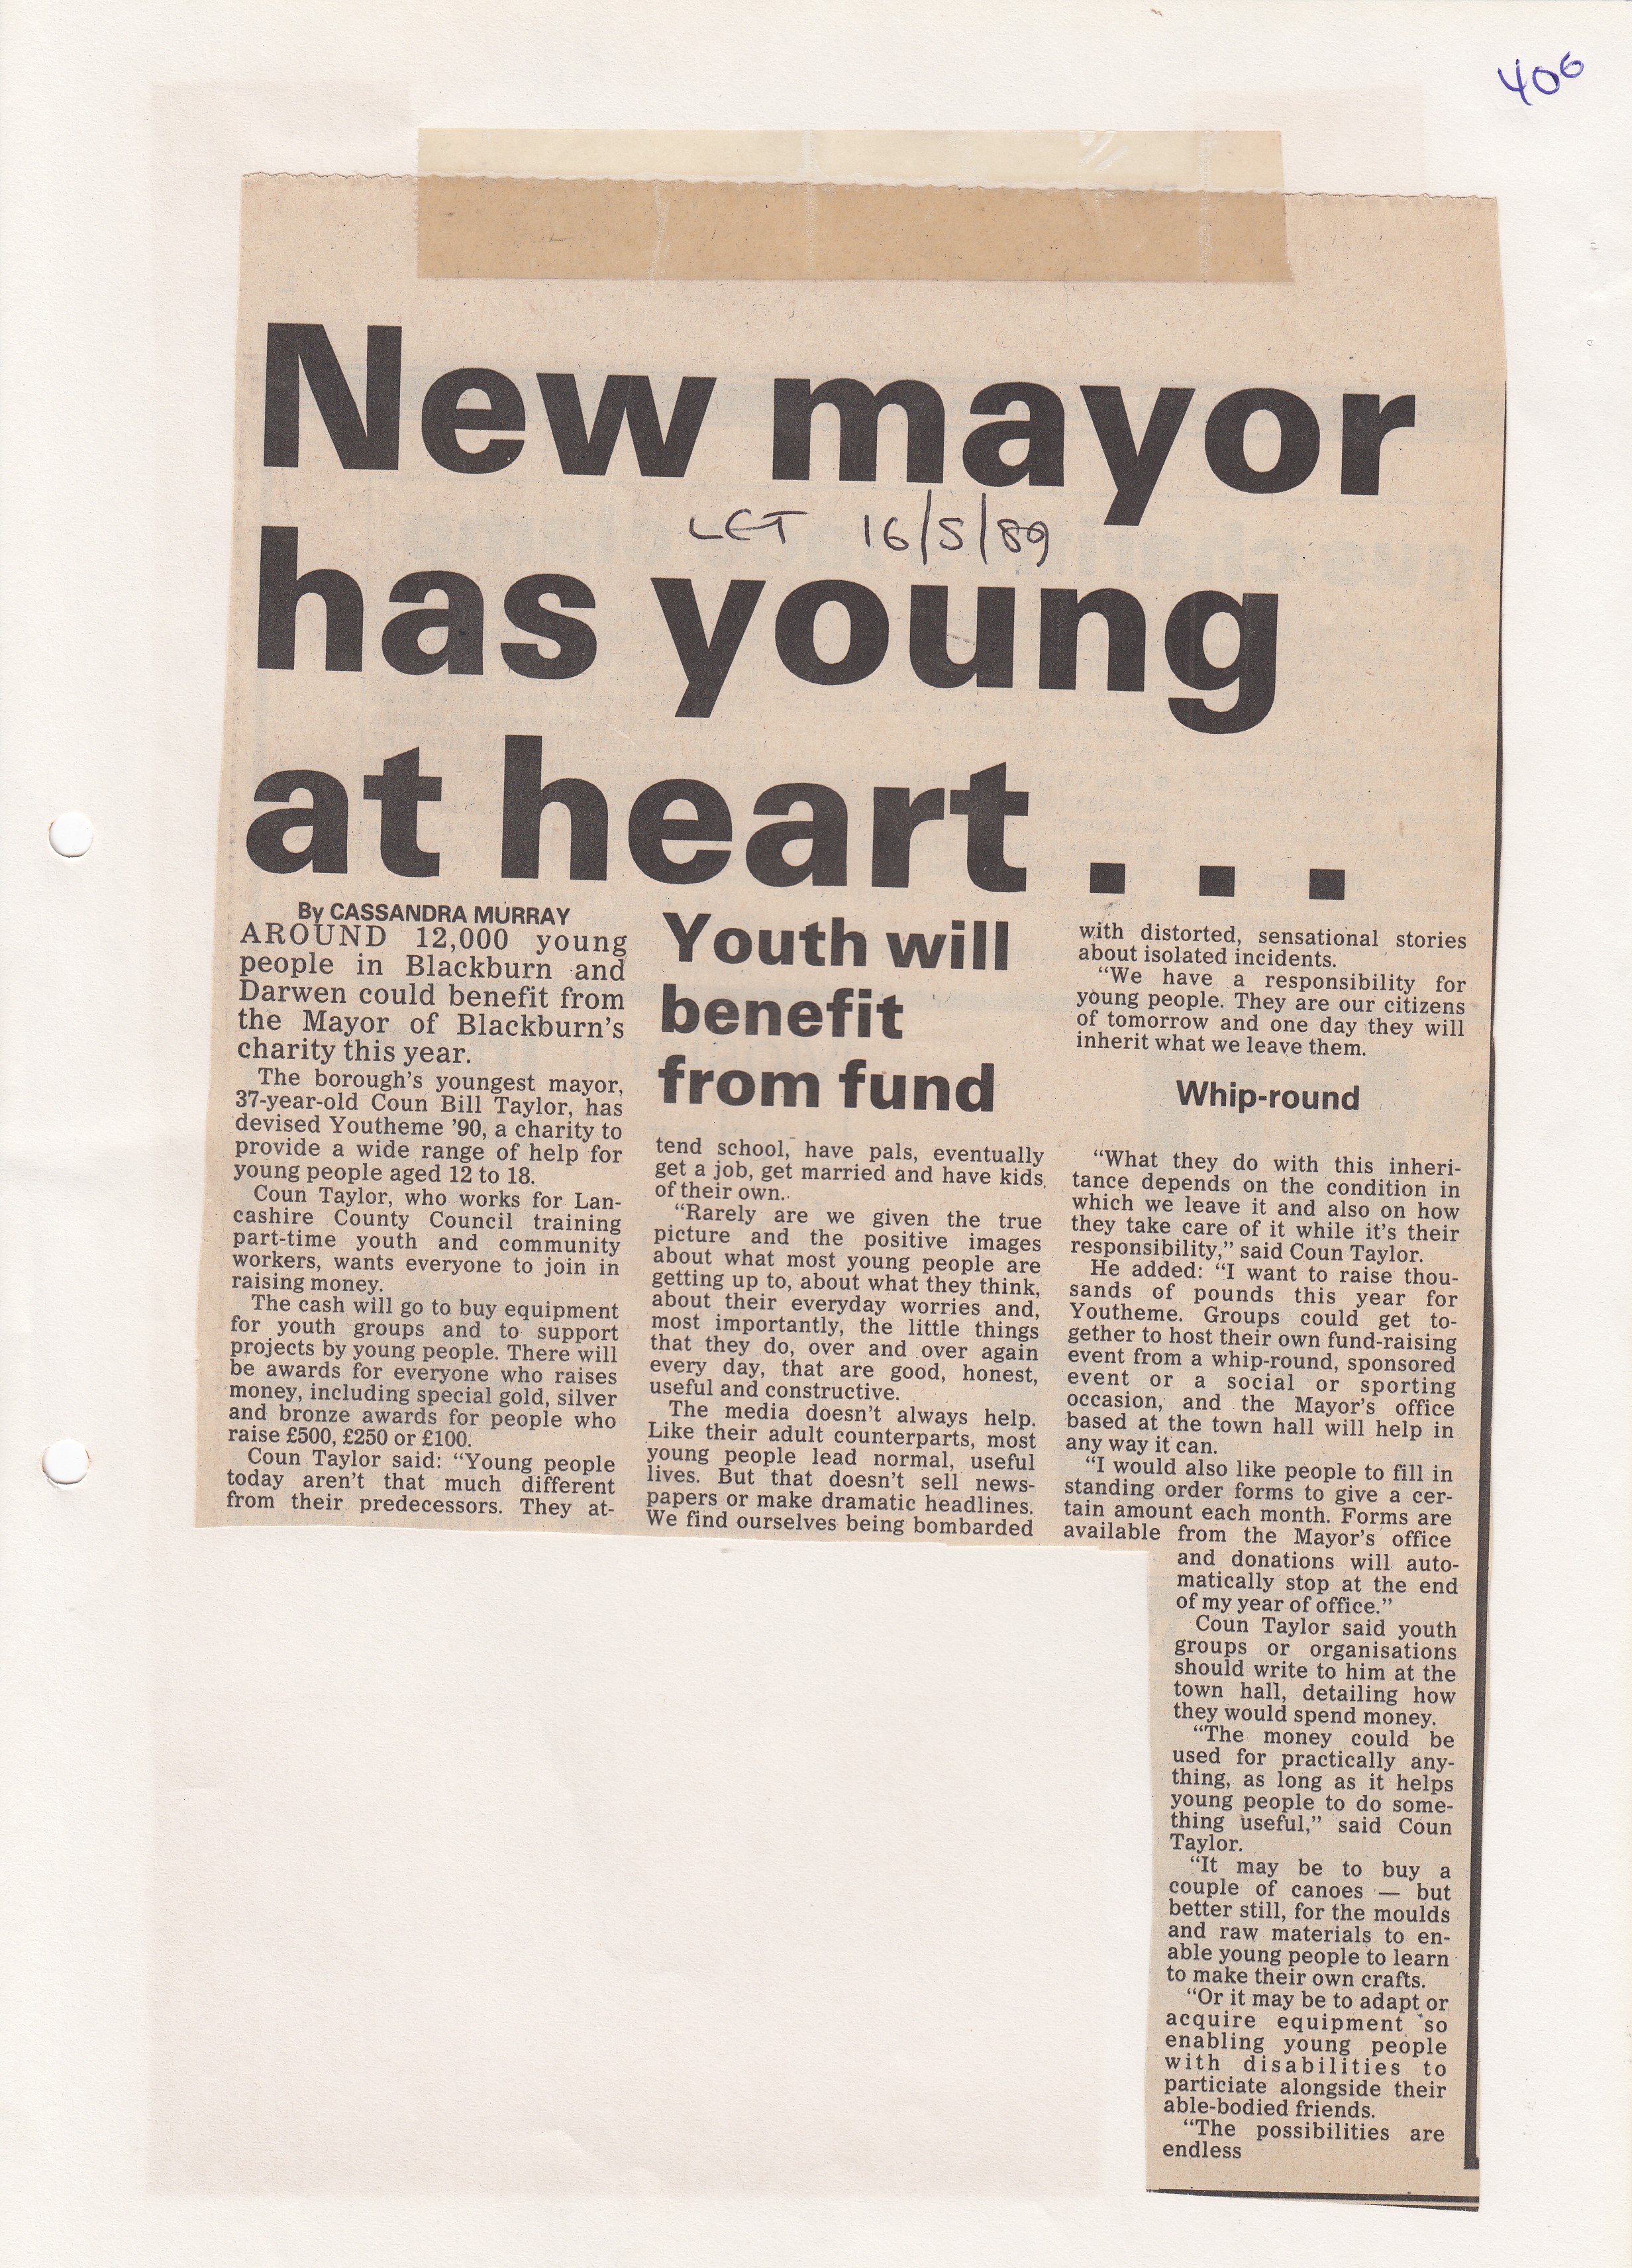 406
New mayor
LET 16/5/89
has young
at heart . . .
By CASSANDRA MURRAY
AROUND 12,000 young
people in Blackburn and
Darwen could benefit from
the Mayor of Blackburn's
charity this year.
The borough's youngest mayor,
37-year-old Coun Bill Taylor, has
devised Youtheme '90, a charity to
provide a wide range of help for
young people aged 12 to 18.
Coun Taylor, who works for Lan-
cashire County Council training
part-time youth and community
workers, wants everyone to join in
raising money.
The cash will go to buy equipment
for youth groups and to support
projects by young people. There will
be awards for everyone who raises
money, including special gold, silver
and bronze awards for people who
raise £500, £250 or £100.
Coun Taylor said: “Young people
today aren't that much different
from their predecessors. They at-
Youth will
benefit
from fund
tend school, have pals, eventually
get a job, get married and have kids
of their own.
“Rarely are we given the true
picture and the positive images
about what most young people are
getting up to, about what they think,
about their everyday worries and,
most importantly, the little things
that they do, over and over again
every day, that are good, honest,
useful and constructive.
The media doesn't always help.
Like their adult counterparts, most
young people lead normal, useful
lives. But that doesn't sell news-
papers or make dramatic headlines.
We find ourselves being bombarded
with distorted, sensational stories
about isolated incidents.
“We have a responsibility for
young people. They are our citizens
of tomorrow and one day they will
inherit what we leave them.
Whip-round
“What they do with this inheri-
tance depends on the condition in
which we leave it and also on how
they take care of it while it's their
responsibility,” said Coun Taylor.
He added: “I want to raise thou-
sands of pounds this year for
Youtheme. Groups could get to-
gether to host their own fund-raising
event from a whip-round, sponsored
event or a social or sporting
occasion, and the Mayor's office
based at the town hall will help in
any way it can.
“I would also like people to fill in
standing order forms to give a cer-
tain amount each month. Forms are
available from the Mayor's office
and donations will auto-
matically stop at the end
of my year of office.”
Coun Taylor said youth
groups or organisations
should write to him at the
town hall, detailing how
they would spend money.
“The money could be
used for practically any-
thing, as long as it helps
young people to do some-
thing useful,” said Coun
Taylor.
“It may be to buy a
couple of canoes — but
better still, for the moulds
and raw materials to en-
able young people to learn
to make their own crafts.
“Or it may be to adapt or
acquire equipment so
enabling young people
with disabilities to
particiate alongside their
able-bodied friends.
“The possibilities are
endless